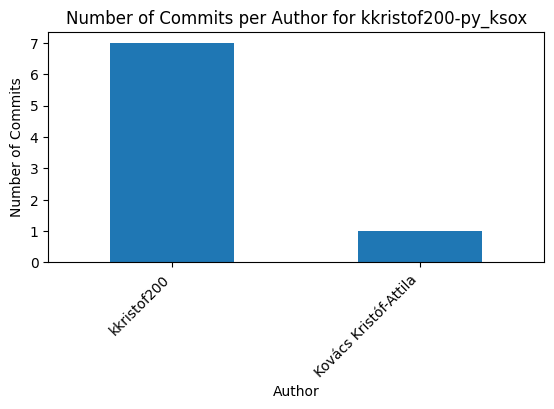 Number of Commits per Author for kkristof200-py_ksox
Number of Commits
7
6
5
4
3
2
1
0
kkristof200
Kovács Kristóf-Attila
Author